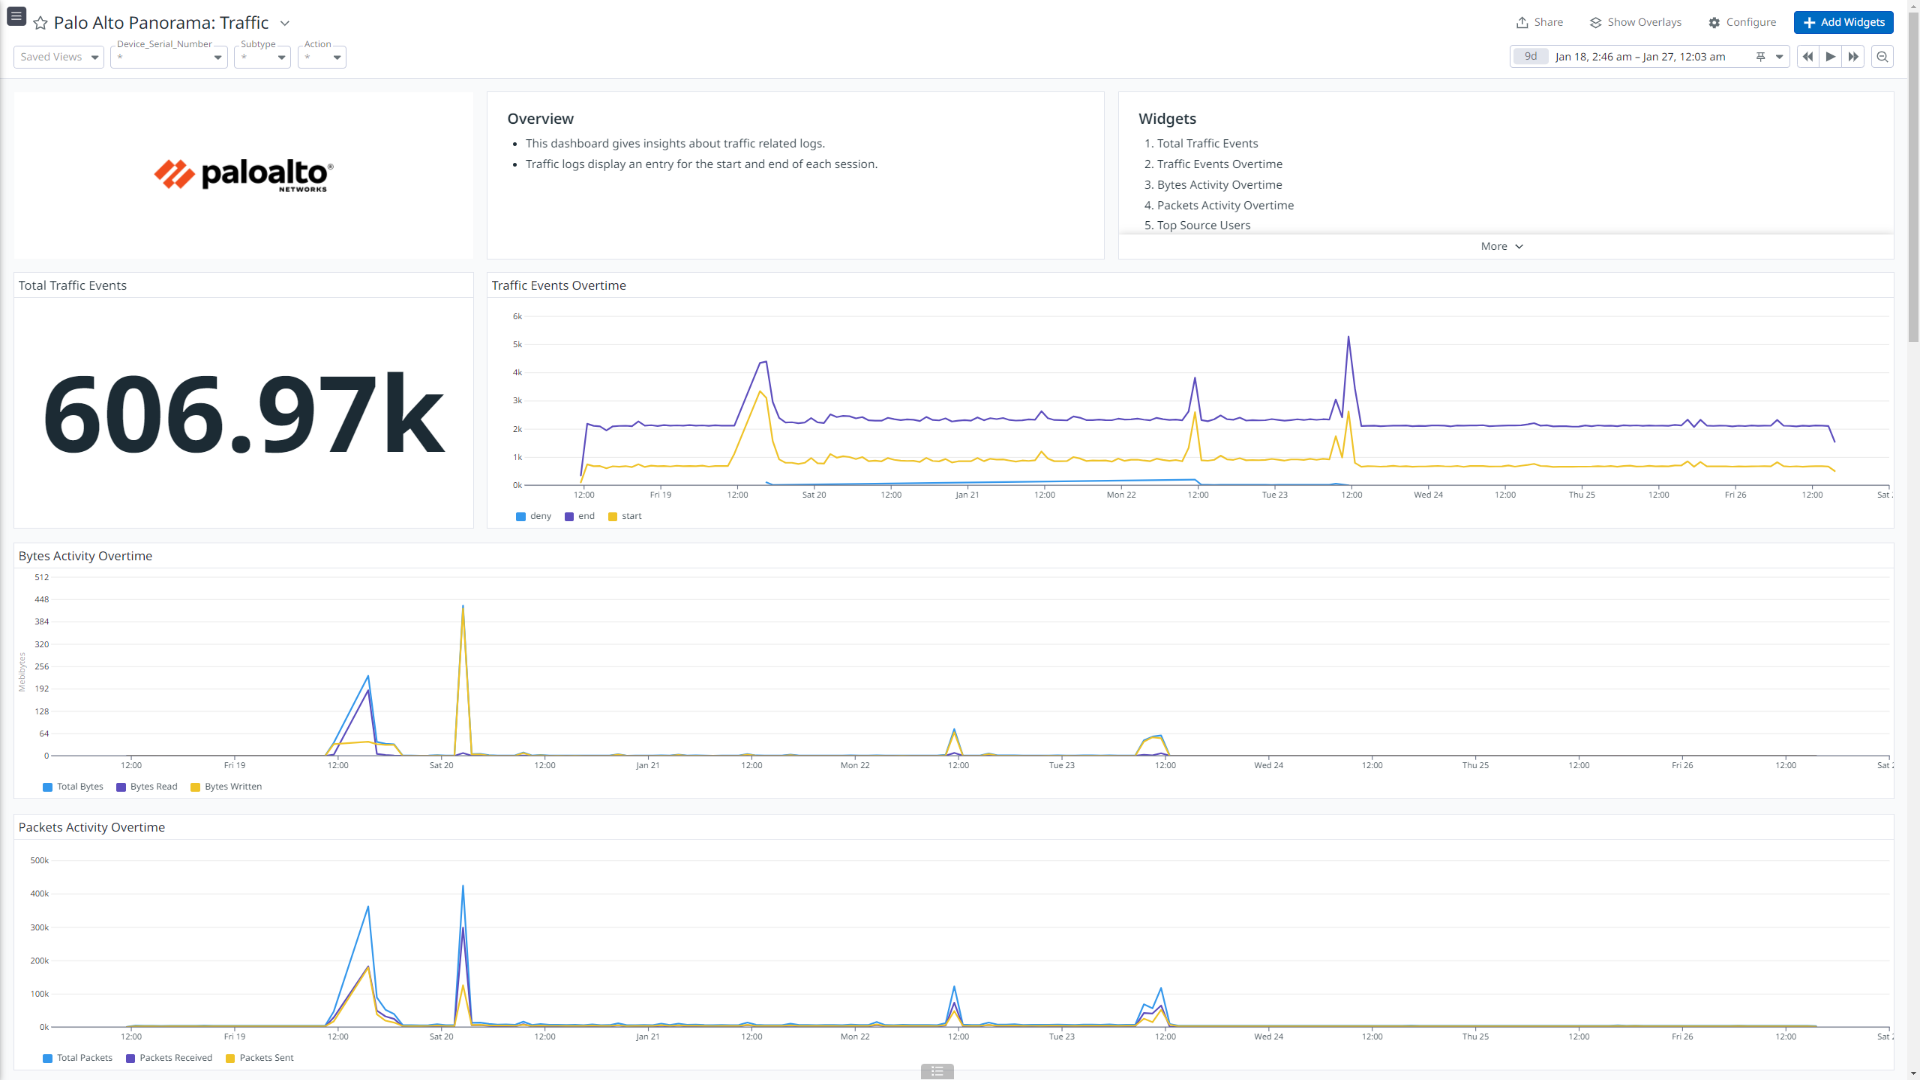 Palo Alto Panorama: Traffic
Share
Show Overlays
Configure
Add Widgets
Saved Views
Device_Serial_Number
*
Subtype
*
Action
*
9d
Jan 18, 2:46 am – Jan 27, 12:03 am
paloalto®
NETWORKS
Overview
• This dashboard gives insights about traffic related logs.
• Traffic logs display an entry for the start and end of each session.
Widgets
1. Total Traffic Events
2. Traffic Events Overtime
3. Bytes Activity Overtime
4. Packets Activity Overtime
5. Top Source Users
More
Total Traffic Events
606.97k
Traffic Events Overtime
6k
5k
4k
3k
2k
1k
0k
12:00 Fri 19 12:00 Sat 20 12:00 Jan 21 12:00 Mon 22 12:00 Tue 23 12:00 Wed 24 12:00 Thu 25 12:00 Fri 26 12:00 Sat
deny end start
Bytes Activity Overtime
Mebibytes
512
448
384
320
256
192
128
64
0
12:00 Fri 19 12:00 Sat 20 12:00 Jan 21 12:00 Mon 22 12:00 Tue 23 12:00 Wed 24 12:00 Thu 25 12:00 Fri 26 12:00 Sat
Total Bytes Bytes Read Bytes Written
Packets Activity Overtime
500k
400k
300k
200k
100k
0k
12:00 Fri 19 12:00 Sat 20 12:00 Jan 21 12:00 Mon 22 12:00 Tue 23 12:00 Wed 24 12:00 Thu 25 12:00 Fri 26 12:00 Sat
Total Packets Packets Received Packets Sent